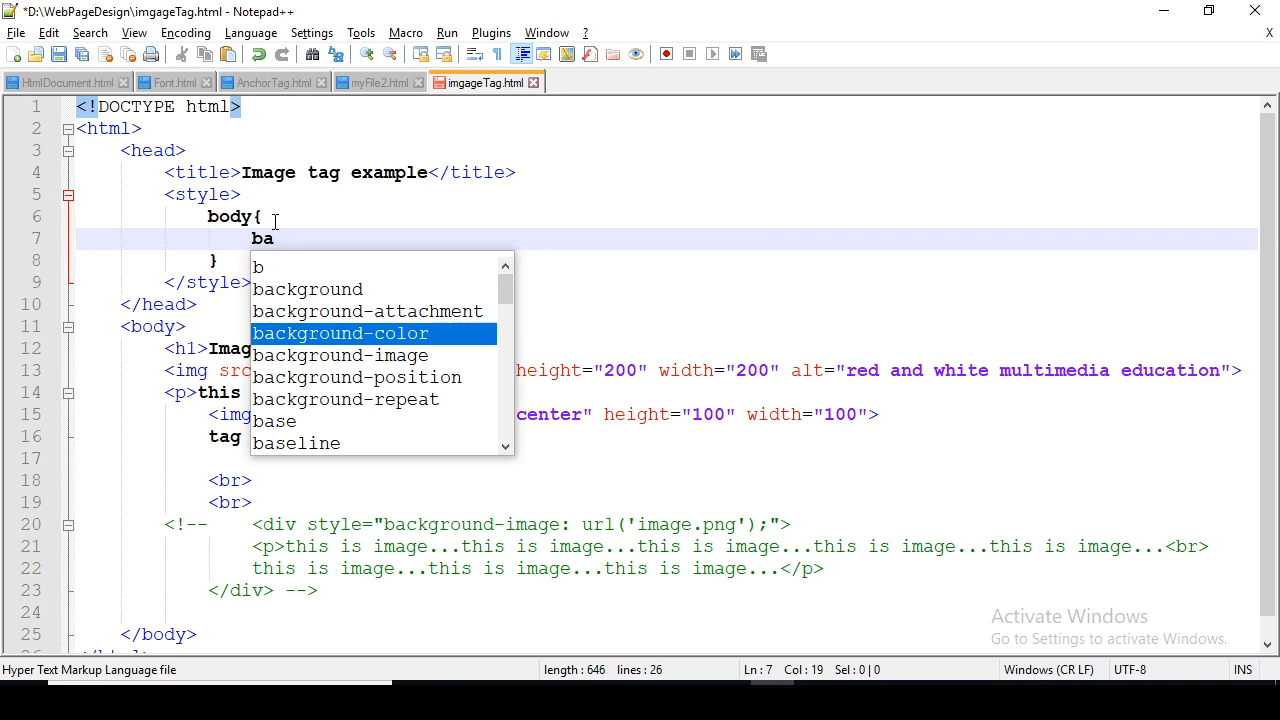 *D:\WebPageDesign\imgageTag.html - Notepad++
File Edit Search View Encoding Language Settings Tools Macro Run Plugins Window ? X
HtmlDocument.html Font.html AnchorTag.html myFile2.html imgageTag.html
1 <!DOCTYPE html>
2 <html>
3 <head>
4 <title>Image tag example</title>
5 <style>
6 body{
7 ba
8 }
9 </style>
10 </head>
11 <body>
12 <h1>Imag
13 <img src height="200" width="200" alt="red and white multimedia education">
14 <p>this
15 <img center" height="100" width="100">
16 tag
17
18 <br>
19 <br>
20 <!-- <div style="background-image: url('image.png');">
21 <p>this is image...this is image...this is image...this is image...this is image...<br>
22 this is image...this is image...this is image...</p>
23 </div> -->
24
25 </body>
b
background
background-attachment
background-color
background-image
background-position
background-repeat
base
baseline
Activate Windows
Go to Settings to activate Windows.
Hyper Text Markup Language file length : 646 lines : 26 Ln : 7 Col : 19 Sel : 0 | 0 Windows (CR LF) UTF-8 INS